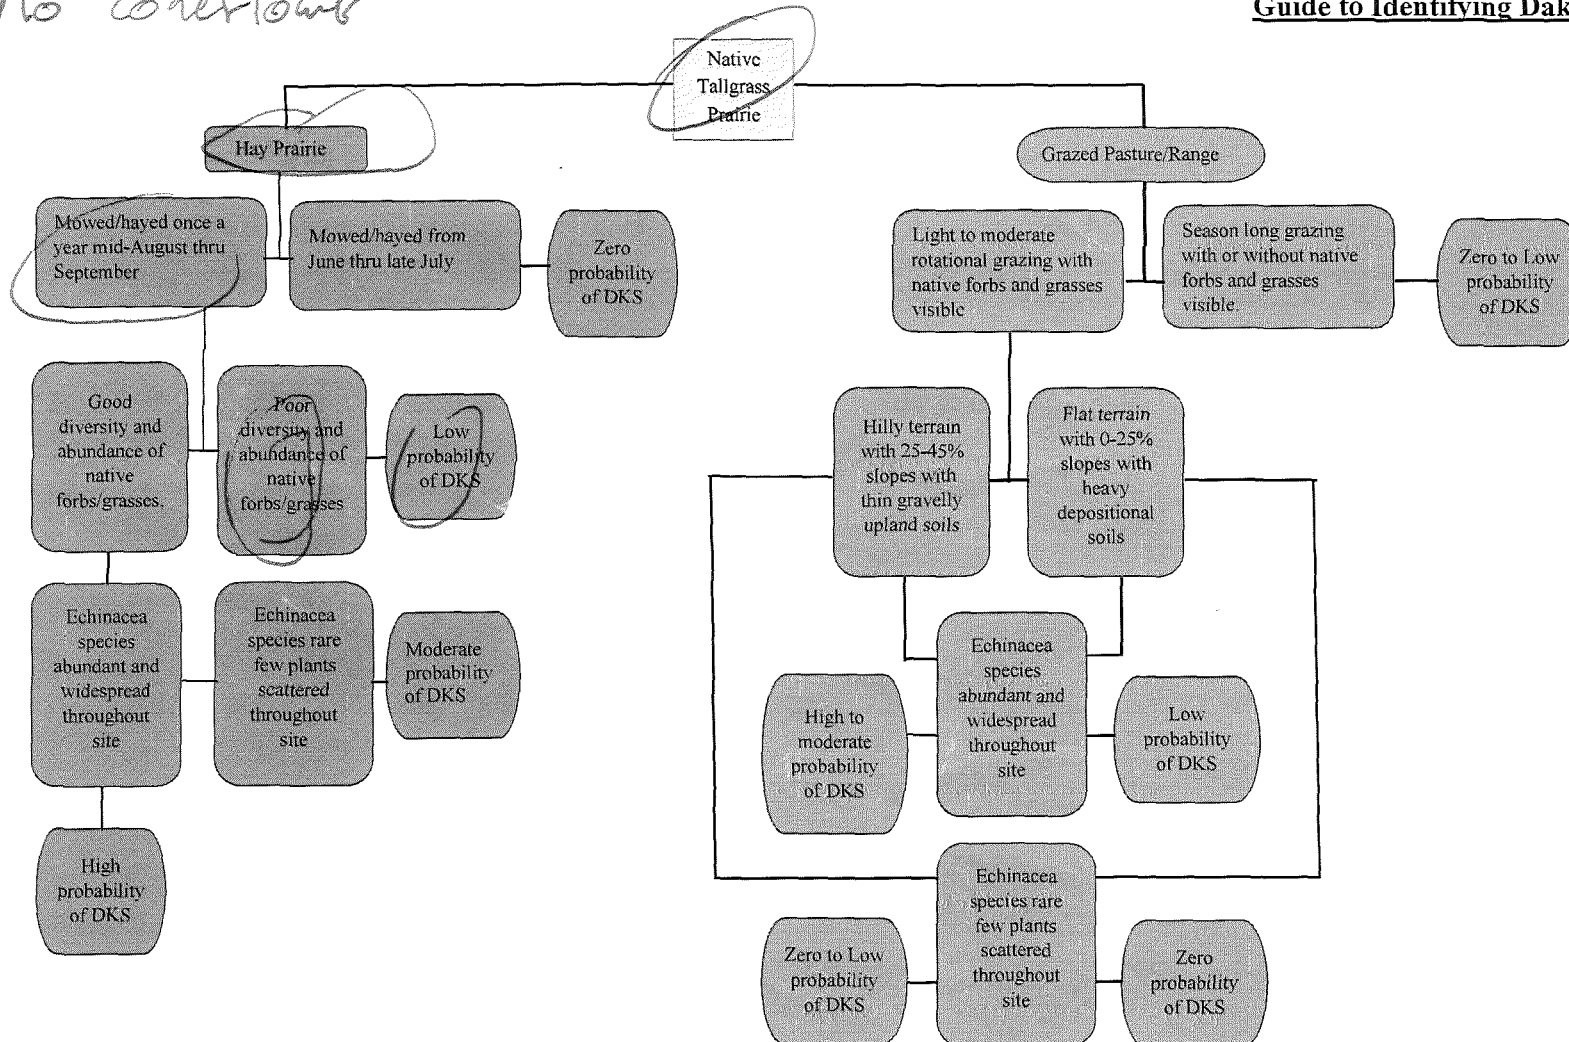 no coneflowers
Guide to Identifying Dak
Native
Tallgrass
Prairie
Hay Prairie
Grazed Pasture/Range
Mowed/hayed once a
year mid-August thru
September
Mowed/hayed from
June thru late July
Zero
probability
of DKS
Light to moderate
rotational grazing with
native forbs and grasses
visible
Season long grazing
with or without native
forbs and grasses
visible.
Zero to Low
probability
of DKS
Good
diversity and
abundance of
native
forbs/grasses.
Poor
diversity and
abundance of
native
forbs/grasses
Low
probability
of DKS
Hilly terrain
with 25-45%
slopes with
thin gravelly
upland soils
Flat terrain
with 0-25%
slopes with
heavy
depositional
soils
Echinacea
species
abundant and
widespread
throughout
site
Echinacea
species rare
few plants
scattered
throughout
site
Moderate
probability
of DKS
Echinacea
species
abundant and
widespread
throughout
site
High to
moderate
probability
of DKS
Low
probability
of DKS
High
probability
of DKS
Echinacea
species rare
few plants
scattered
throughout
site
Zero to Low
probability
of DKS
Zero
probability
of DKS